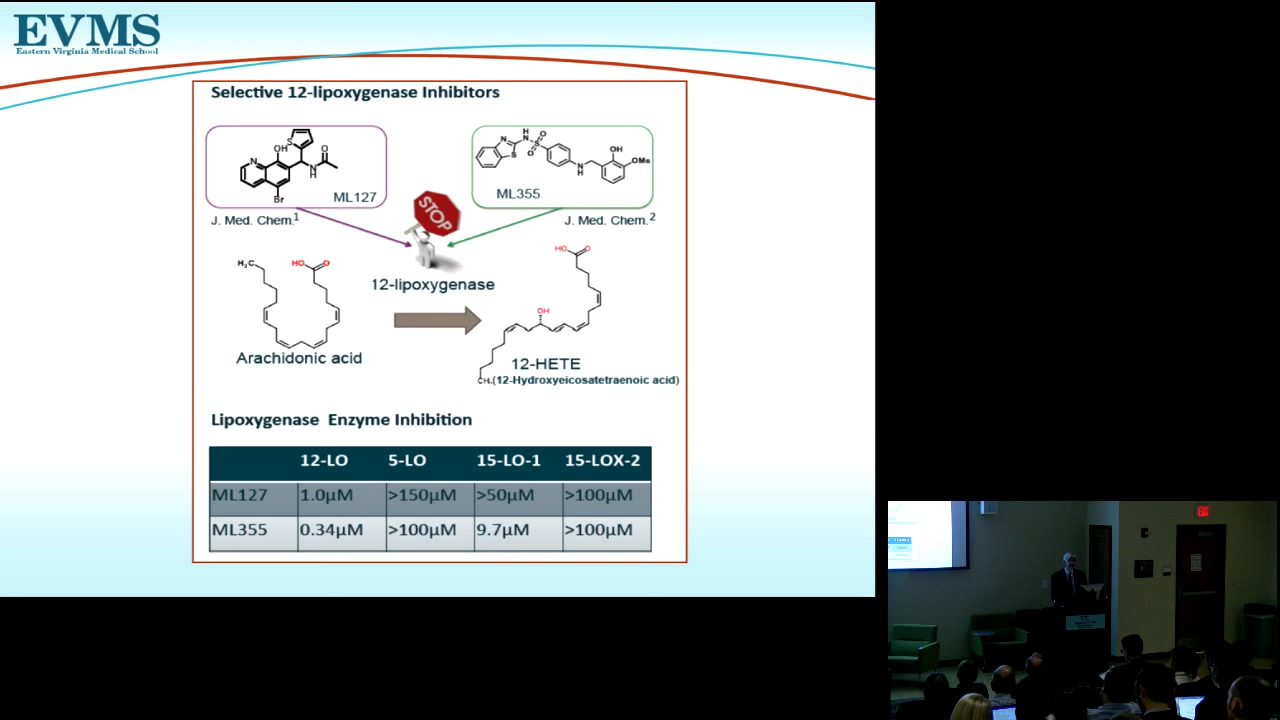 EVMS
Eastern Virginia Medical School
Selective 12-lipoxygenase Inhibitors
S
OH
O
N
N
H
Br
ML127
N
H
N
O
S
S
O
N
H
OH
OMe
ML355
J. Med. Chem.1
STOP
J. Med. Chem.2
H₃C
HO
O
HO
O
12-lipoxygenase
OH
Arachidonic acid
12-HETE
CH₃(12-Hydroxyeicosatetraenoic acid)
Lipoxygenase Enzyme Inhibition
12-LO 5-LO 15-LO-1 15-LOX-2
ML127 1.0µM >150µM >50µM >100µM
ML355 0.34µM >100µM 9.7µM >100µM